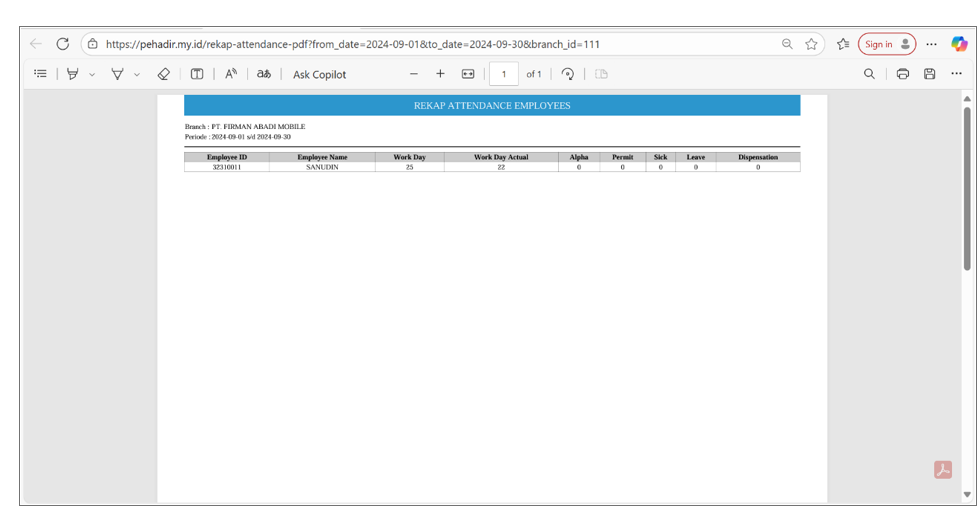 https://pehadir.my.id/rekap-attendance-pdf?from_date=2024-09-01&to_date=2024-09-30&branch_id=111
Sign in
A
aあ
Ask Copilot
1
of 1
REKAP ATTENDANCE EMPLOYEES
Branch : PT. FIRMAN ABADI MOBILE
Periode : 2024-09-01 s/d 2024-09-30
Employee ID Employee Name Work Day Work Day Actual Alpha Permit Sick Leave Dispensation
32310011 SANUDIN 25 22 0 0 0 0 0